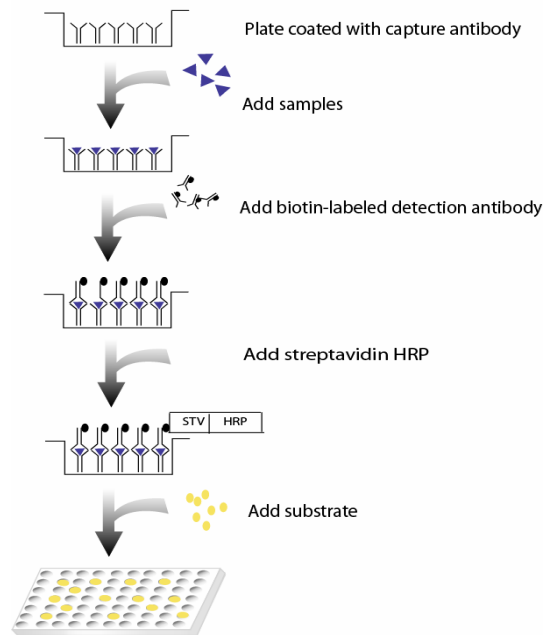 Plate coated with capture antibody
Add samples
Add biotin-labeled detection antibody
Add streptavidin HRP
STV HRP
Add substrate